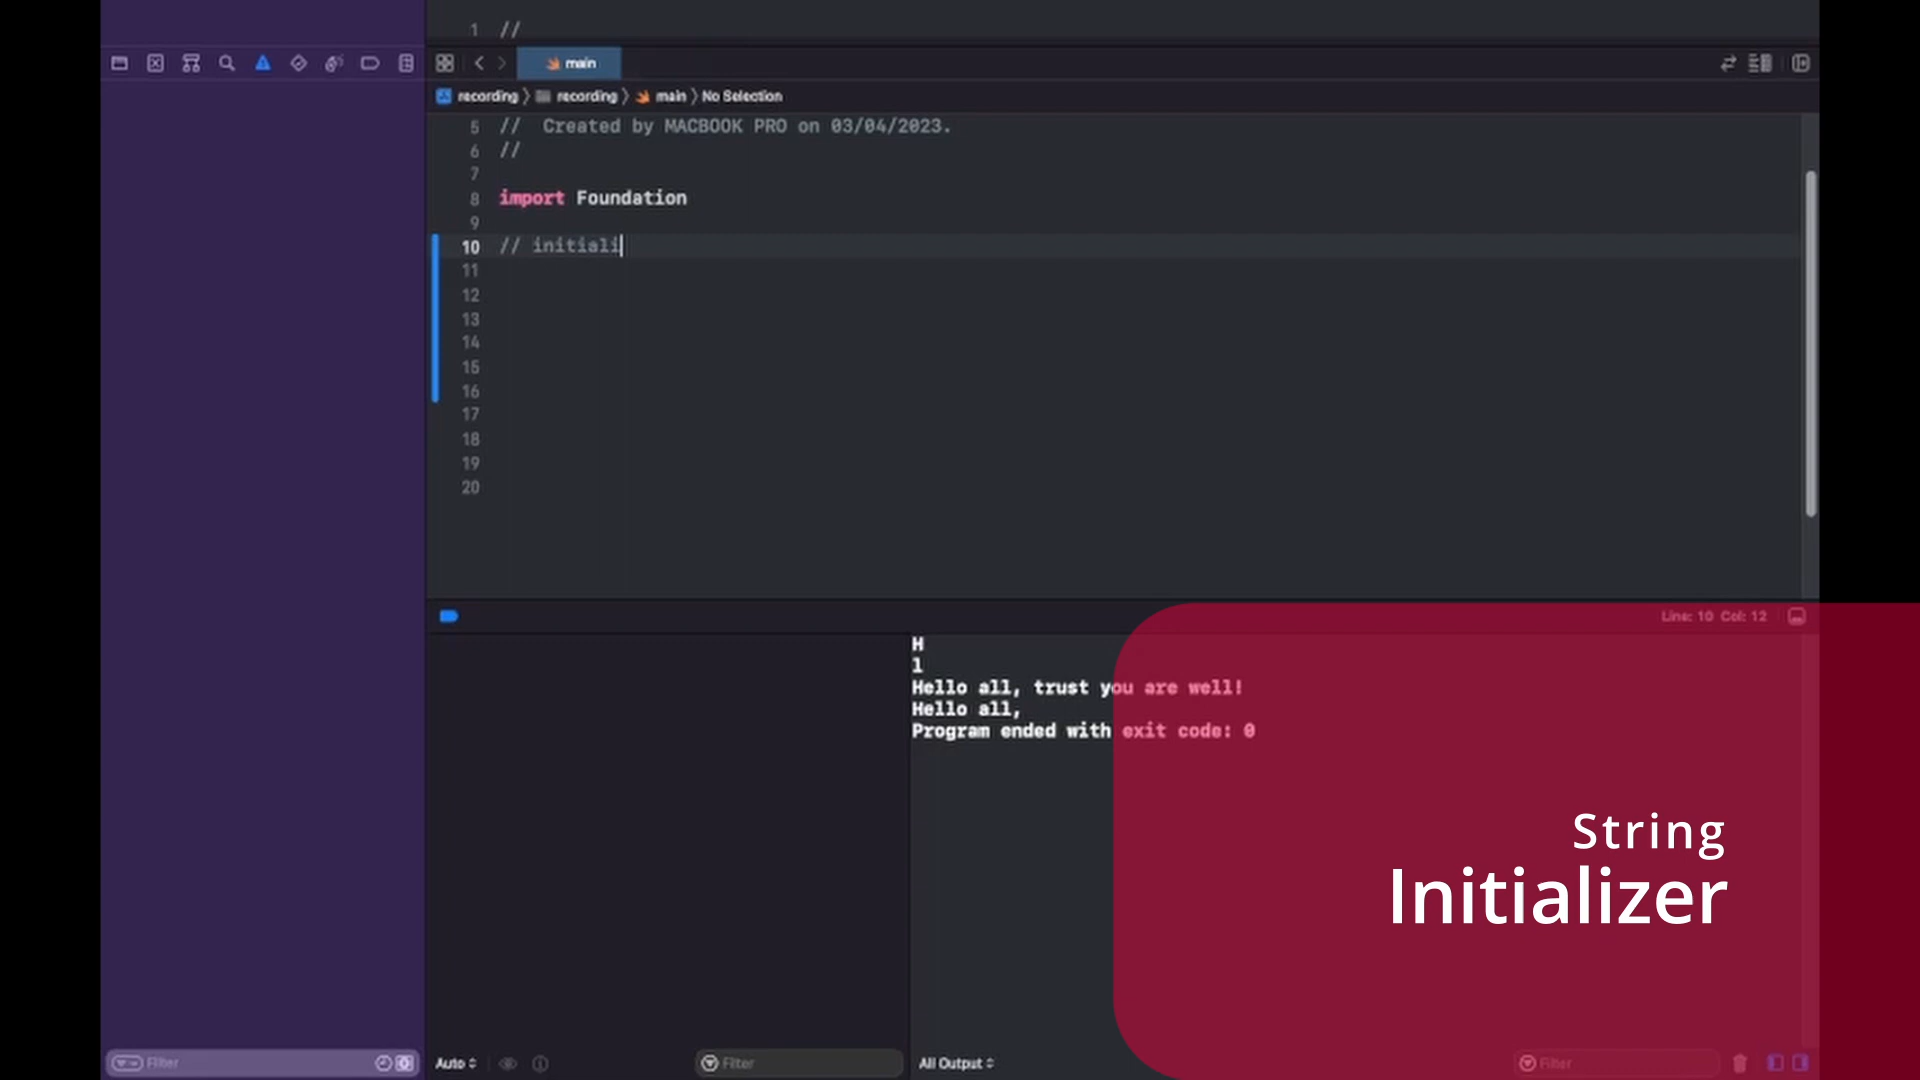 1 //
main
recording 〉 recording 〉 main 〉 No Selection
5 //  Created by MACBOOK PRO on 03/04/2023.
6 //
7
8 import Foundation
9
10 // initiali
11
12
13
14
15
16
17
18
19
20
Line: 10 Col: 12
H
l
Hello all, trust you are well!
Hello all,
Program ended with exit code: 0
String
Initializer
Filter
Auto
Filter
All Output
Filter